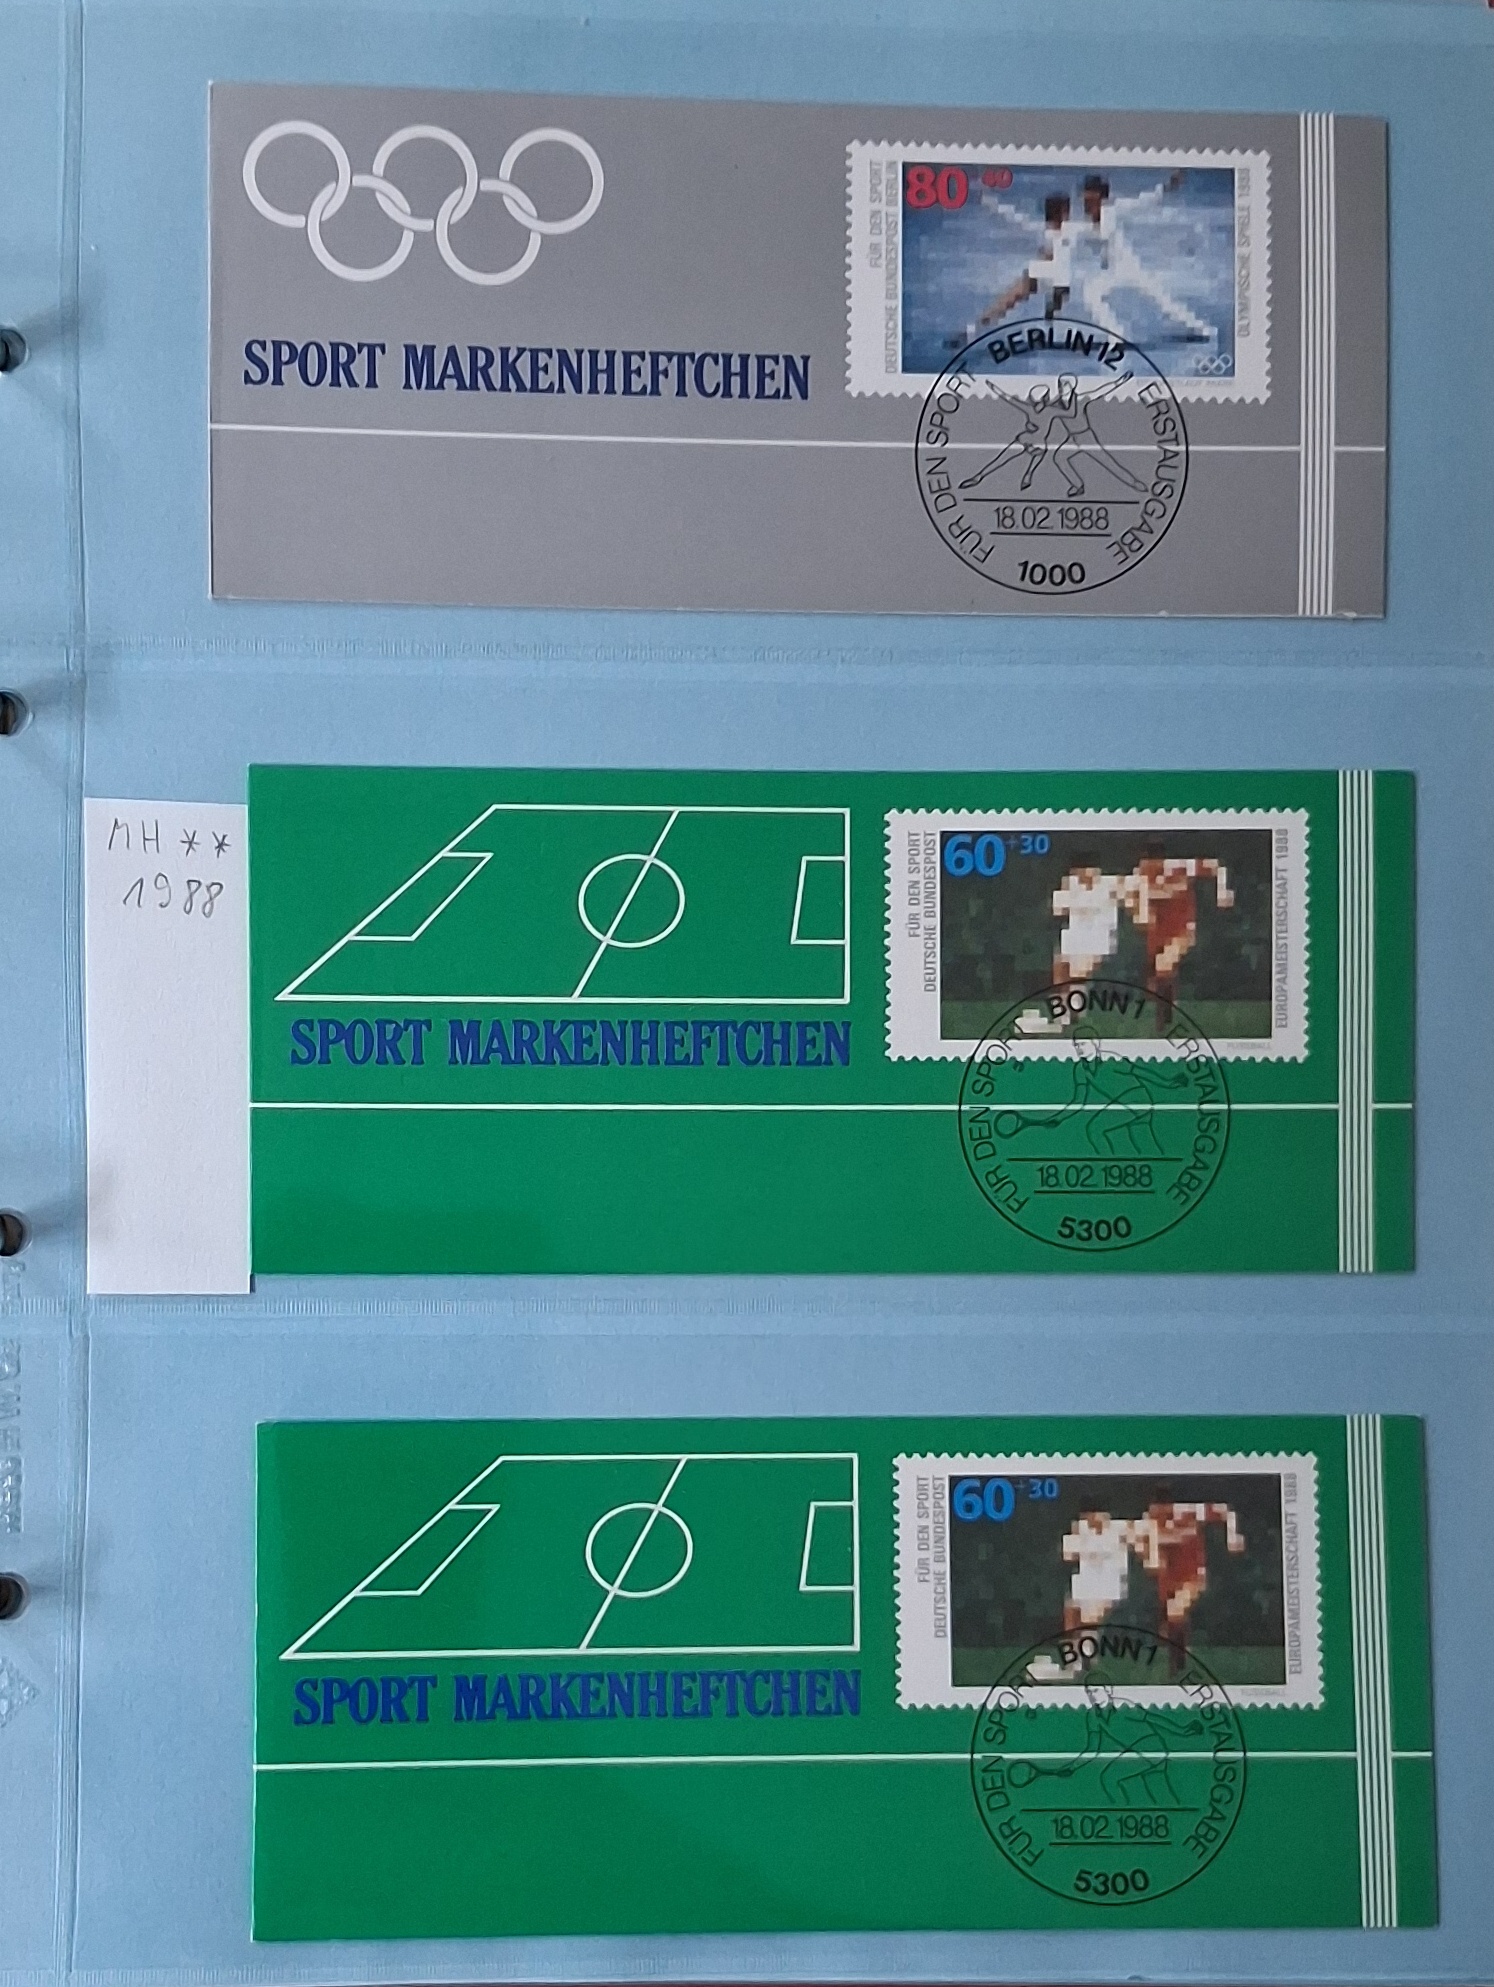 80+40
FÜR DEN SPORT
DEUTSCHE BUNDESPOST BERLIN
OLYMPISCHE SPIELE 1988
SPORT MARKENHEFTCHEN
BERLIN 12
FÜR DEN SPORT
ERSTAUSGABE
18.02.1988
1000
MH **
1988
60+30
FÜR DEN SPORT
DEUTSCHE BUNDESPOST
EUROPAMEISTERSCHAFT 1988
FUSSBALL
SPORT MARKENHEFTCHEN
BONN 1
FÜR DEN SPORT
ERSTAUSGABE
18.02.1988
5300
60+30
FÜR DEN SPORT
DEUTSCHE BUNDESPOST
EUROPAMEISTERSCHAFT 1988
FUSSBALL
SPORT MARKENHEFTCHEN
BONN 1
FÜR DEN SPORT
ERSTAUSGABE
18.02.1988
5300